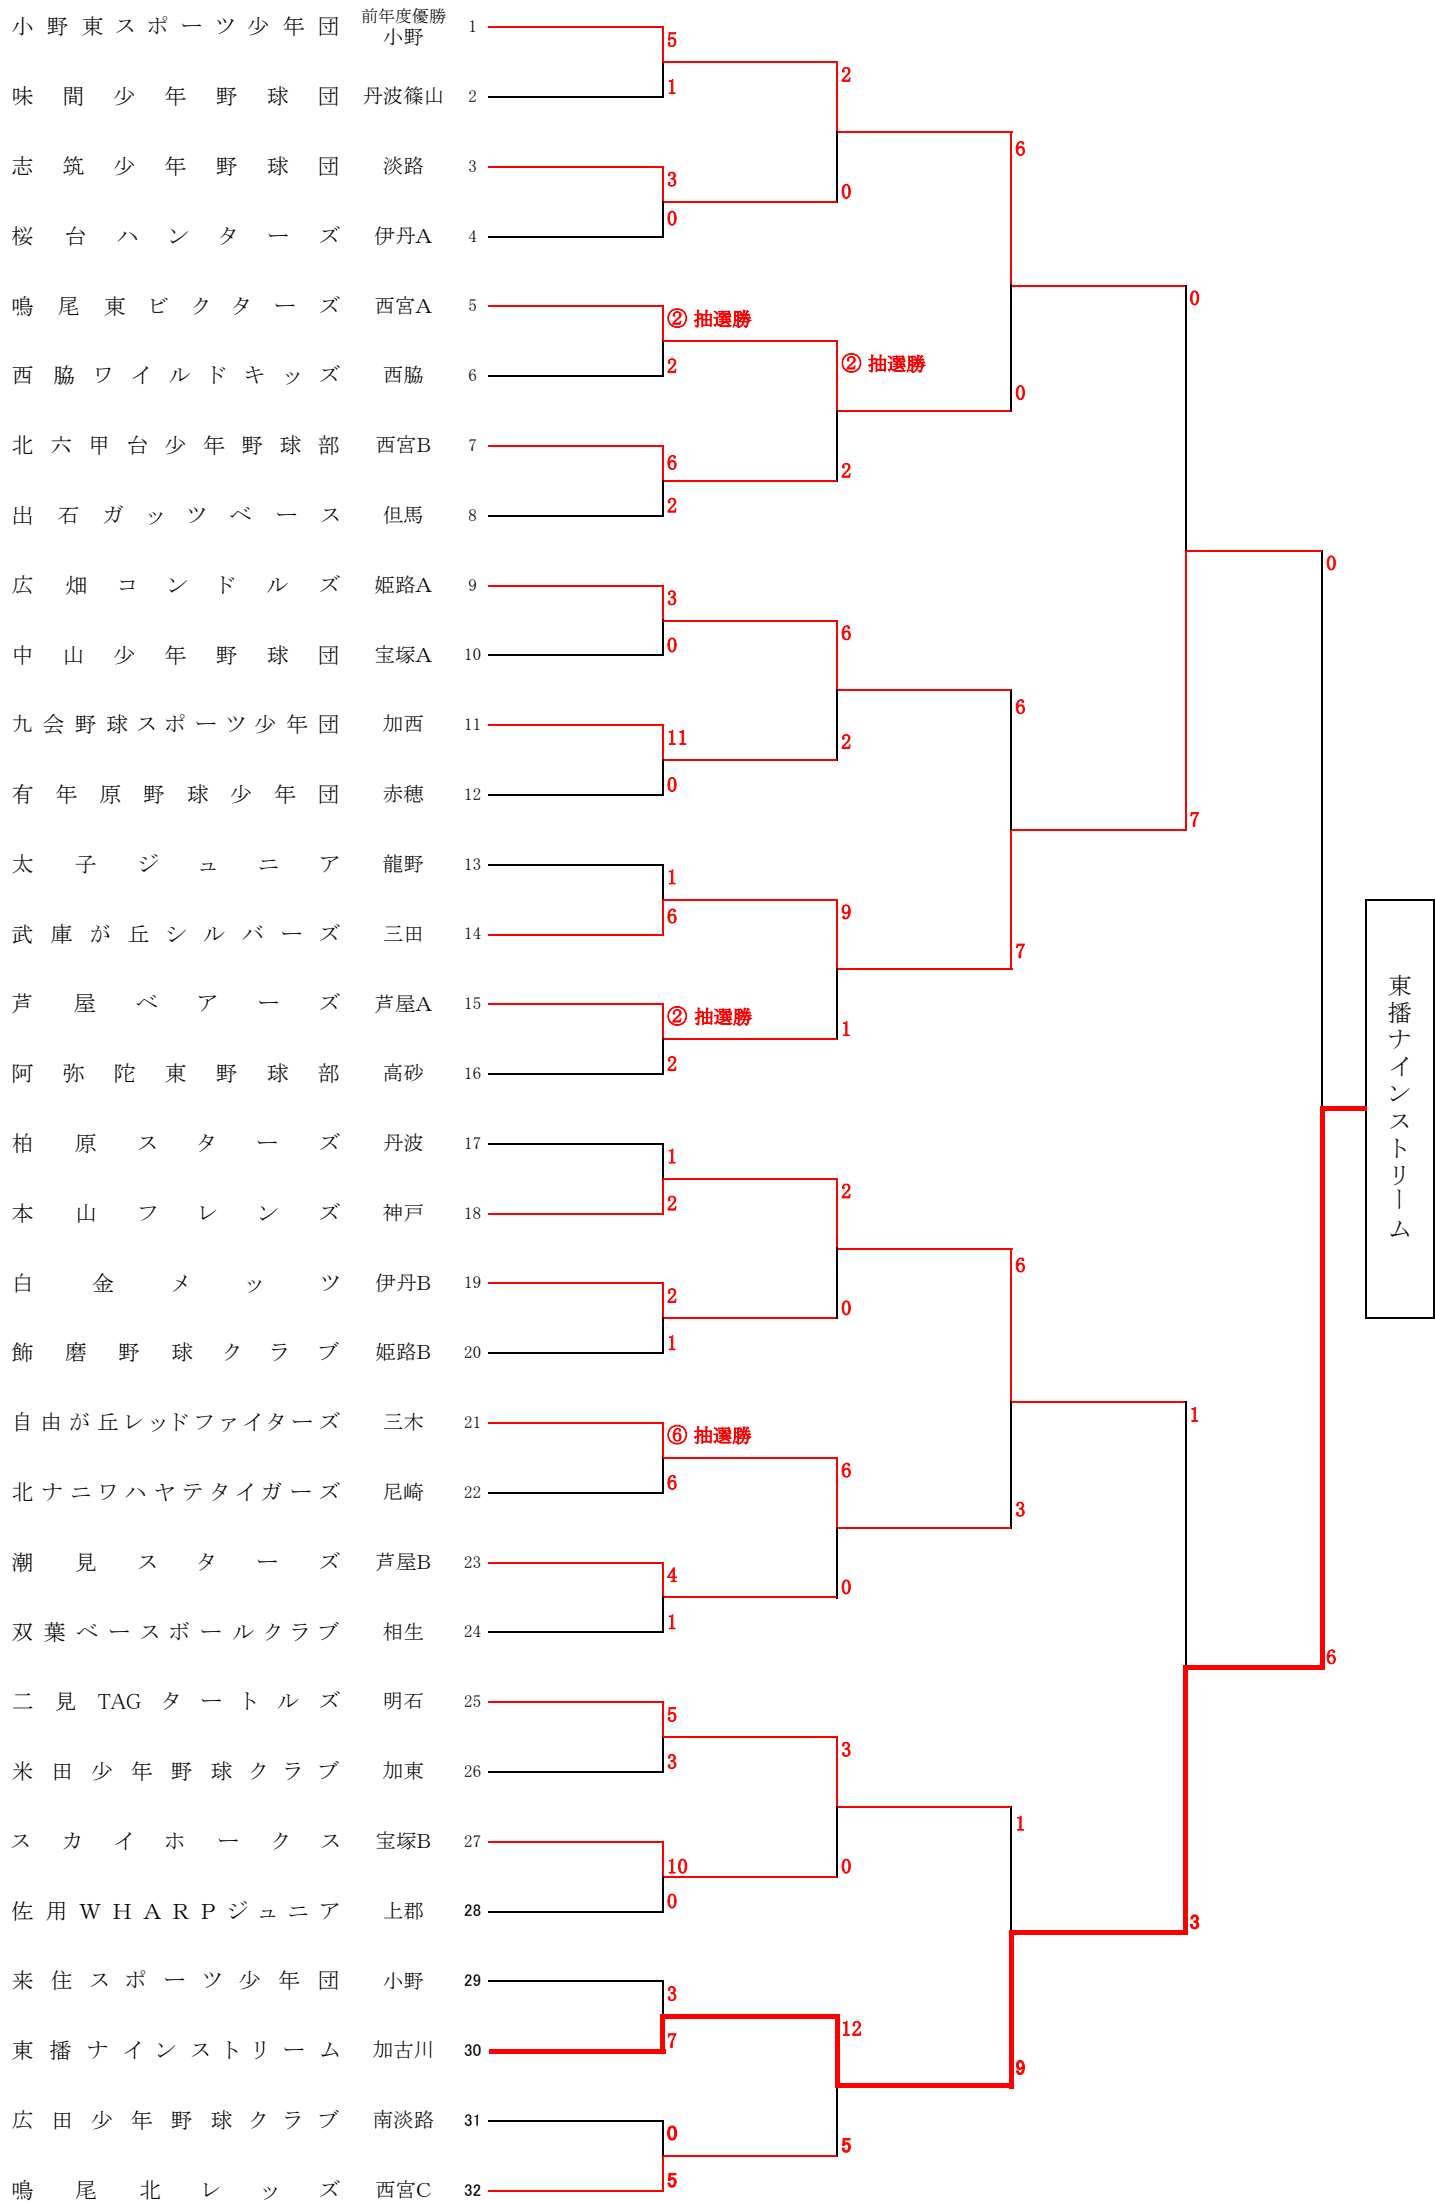 小野東スポーツ少年団 前年度優勝 小野 1
5
味間少年野球団 丹波篠山 2
1
2
志筑少年野球団 淡路 3
3
桜台ハンターズ 伊丹A 4
0
0
6
鳴尾東ビクターズ 西宮A 5
② 抽選勝
西脇ワイルドキッズ 西脇 6
2
② 抽選勝
北六甲台少年野球部 西宮B 7
6
出石ガッツベース 但馬 8
2
2
0
0
広畑コンドルズ 姫路A 9
3
中山少年野球団 宝塚A 10
0
6
九会野球スポーツ少年団 加西 11
11
有年原野球少年団 赤穂 12
0
2
6
太子ジュニア 龍野 13
1
武庫が丘シルバーズ 三田 14
6
9
芦屋ベアーズ 芦屋A 15
② 抽選勝
阿弥陀東野球部 高砂 16
2
1
7
7
0
柏原スターズ 丹波 17
1
本山フレンズ 神戸 18
2
2
白金メッツ 伊丹B 19
2
飾磨野球クラブ 姫路B 20
1
0
6
自由が丘レッドファイターズ 三木 21
⑥ 抽選勝
北ナニワハヤテタイガーズ 尼崎 22
6
6
潮見スターズ 芦屋B 23
4
双葉ベースボールクラブ 相生 24
1
0
3
1
二見TAGタートルズ 明石 25
5
米田少年野球クラブ 加東 26
3
3
スカイホークス 宝塚B 27
10
佐用WHARPジュニア 上郡 28
0
0
1
来住スポーツ少年団 小野 29
3
東播ナインストリーム 加古川 30
7
12
広田少年野球クラブ 南淡路 31
0
鳴尾北レッズ 西宮C 32
5
5
9
3
6
東播ナインストリーム